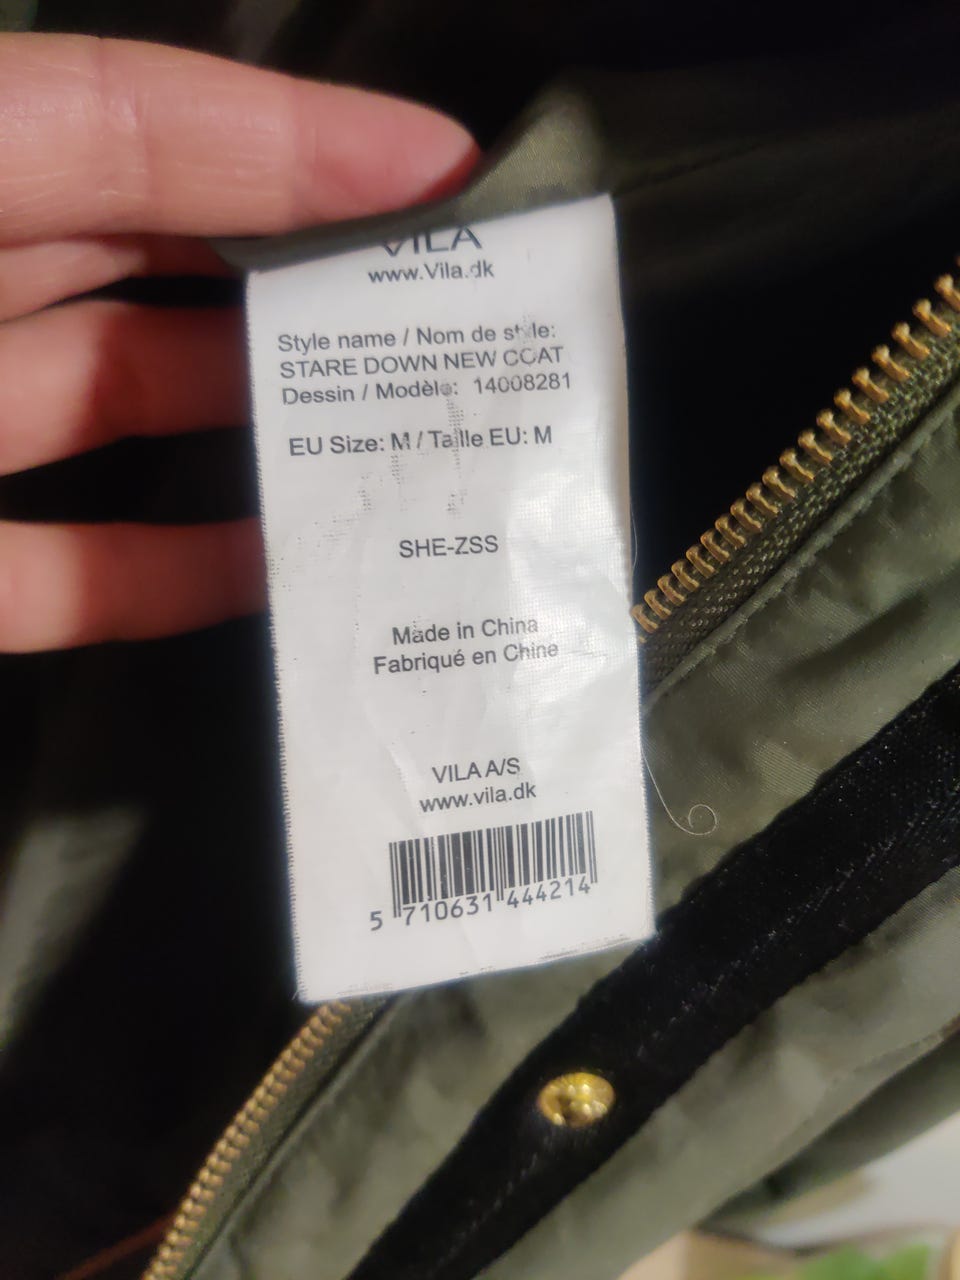 VILA
www.Vila.dk
Style name / Nom de style:
STARE DOWN NEW COAT
Dessin / Modèle: 14008281
EU Size: M / Taille EU: M
SHE-ZSS
Made in China
Fabriqué en Chine
VILA A/S
www.vila.dk
5 710631 444214